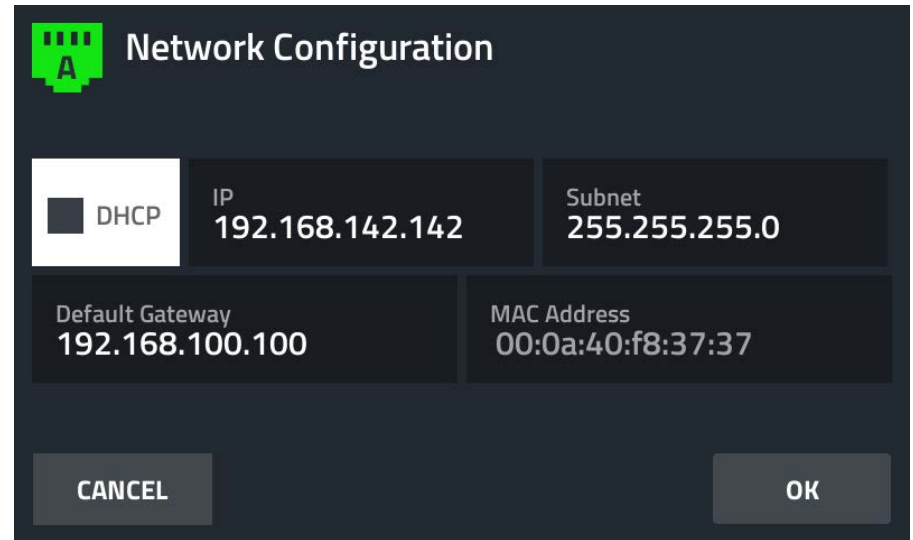 A
Network Configuration
DHCP
IP
192.168.142.142
Subnet
255.255.255.0
Default Gateway
192.168.100.100
MAC Address
00:0a:40:f8:37:37
CANCEL
OK